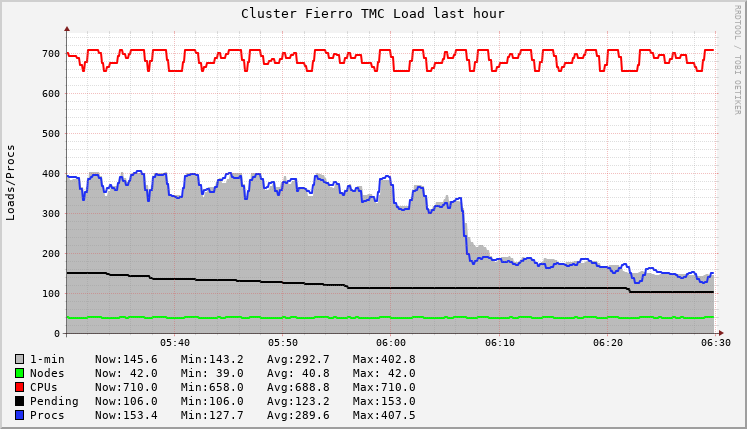 Cluster Fierro TMC Load last hour
RRDTOOL / TOBI OETIKER
Loads/Procs
700
600
500
400
300
200
100
0
05:40 05:50 06:00 06:10 06:20 06:30
1-min Now:145.6 Min:143.2 Avg:292.7 Max:402.8
Nodes Now: 42.0 Min: 39.0 Avg: 40.8 Max: 42.0
CPUs Now:710.0 Min:658.0 Avg:688.8 Max:710.0
Pending Now:106.0 Min:106.0 Avg:123.2 Max:153.0
Procs Now:153.4 Min:127.7 Avg:289.6 Max:407.5